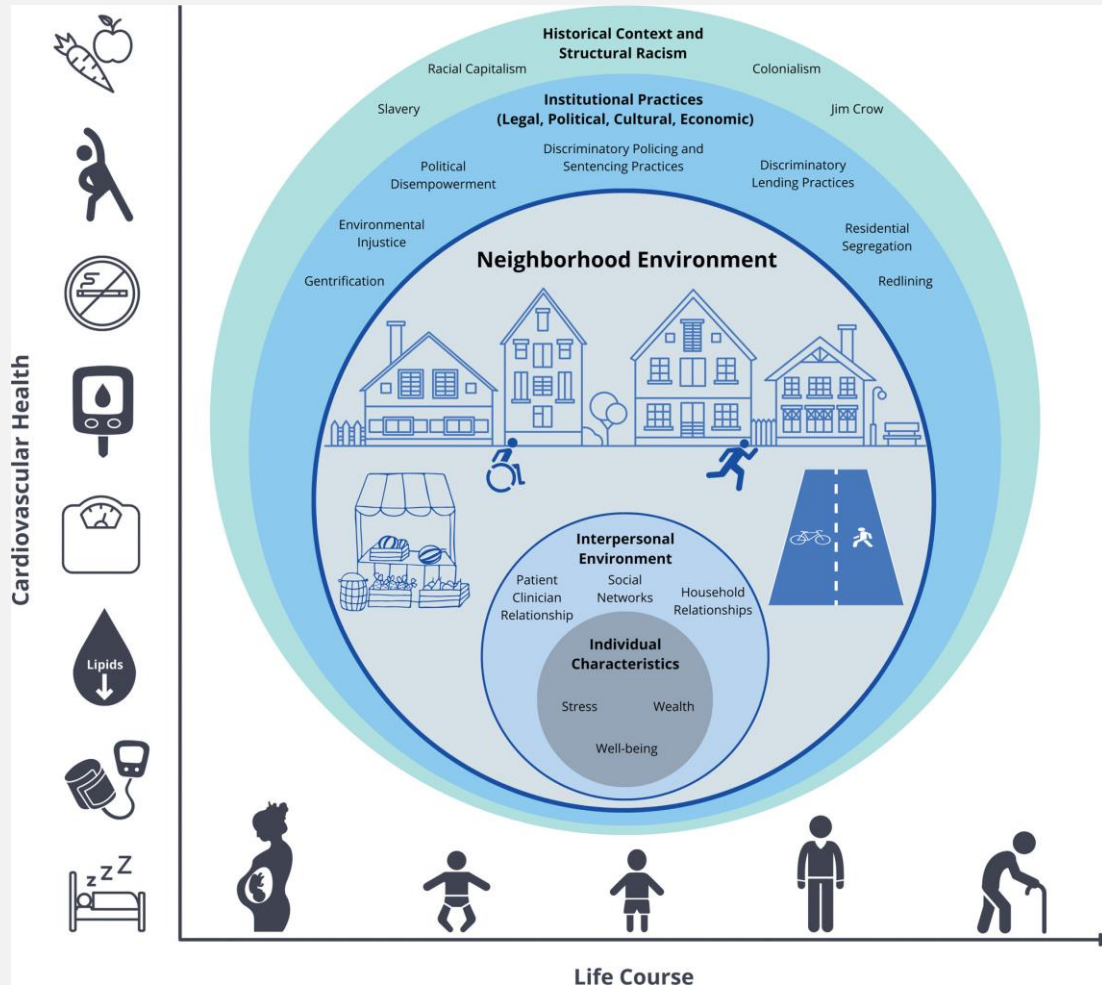 Historical Context and
Structural Racism
Racial Capitalism
Colonialism
Slavery
Jim Crow
Institutional Practices
(Legal, Political, Cultural, Economic)
Discriminatory Policing and
Sentencing Practices
Political
Disempowerment
Discriminatory
Lending Practices
Environmental
Injustice
Residential
Segregation
Gentrification
Redlining
Neighborhood Environment
Interpersonal
Environment
Patient
Clinician
Relationship
Social
Networks
Household
Relationships
Individual
Characteristics
Stress
Wealth
Well-being
Cardiovascular Health
Lipids
z Z Z
Life Course